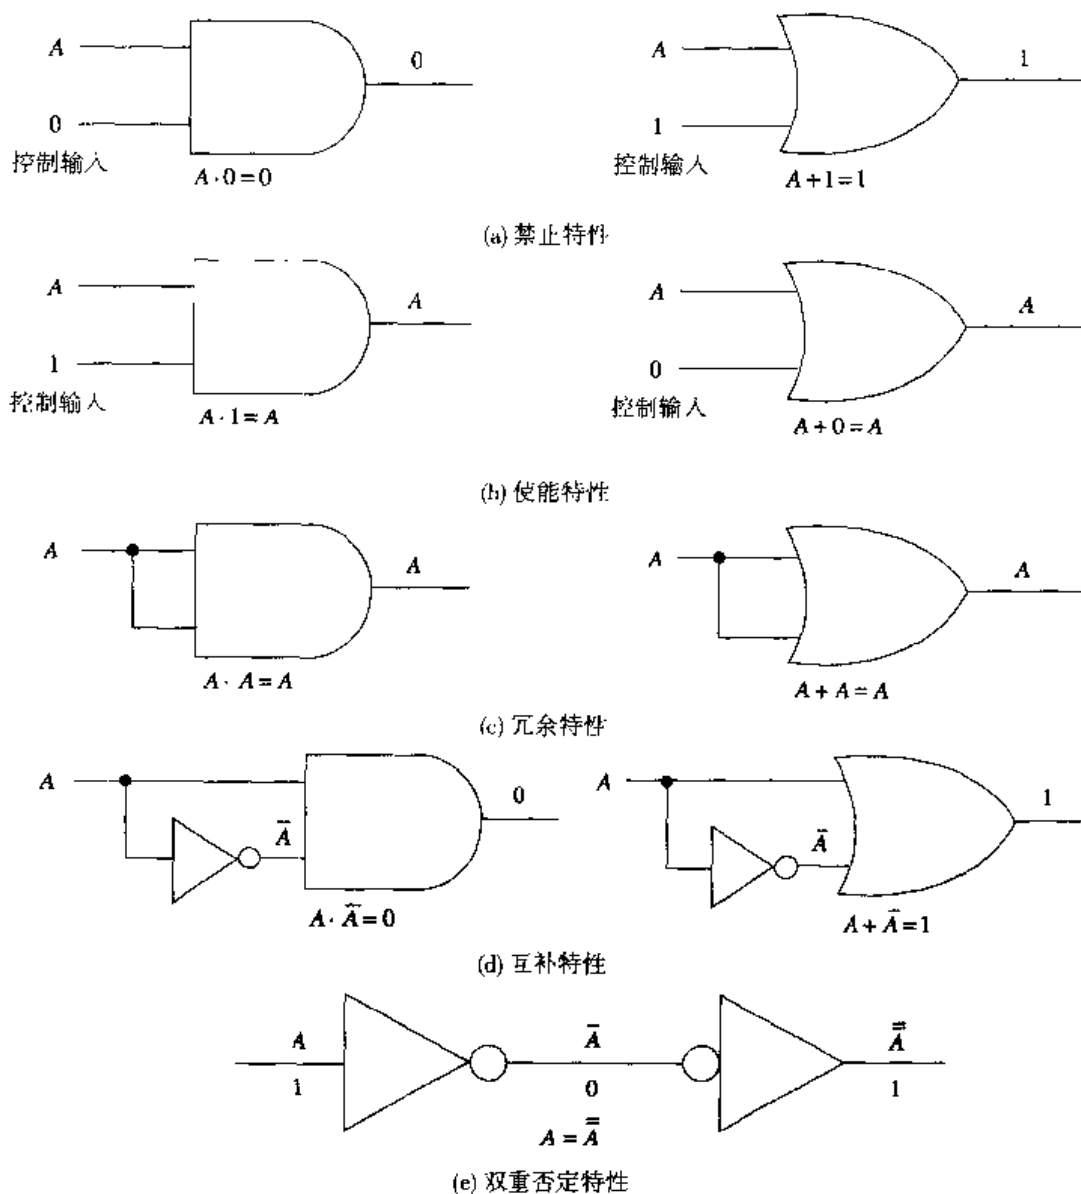 A
0
0
控制输入
A · 0 = 0
A
1
1
控制输入
A + 1 = 1
(a) 禁止特性
A
A
1
控制输入
A · 1 = A
A
A
0
控制输入
A + 0 = A
(b) 使能特性
A
A
A · A = A
A
A
A + A = A
(c) 冗余特性
A
0
Ā
A · Ā = 0
A
1
Ā
A + Ā = 1
(d) 互补特性
A
1
Ā
0
A̿
1
A = A̿
(e) 双重否定特性